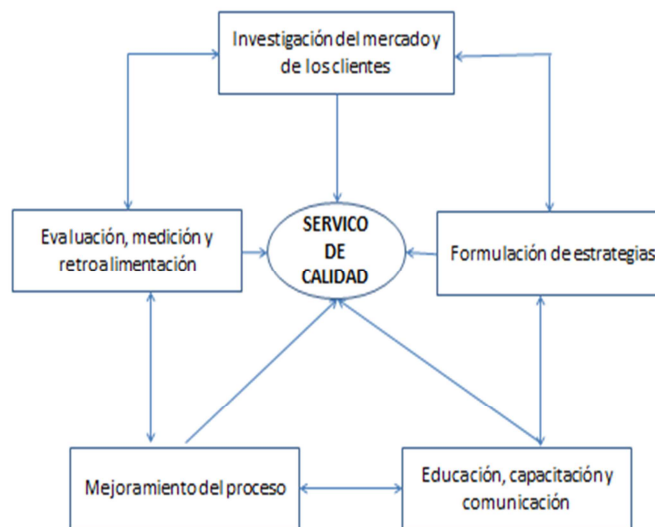 Investigación del mercado y
de los clientes
Evaluación, medición y
retroalimentación
SERVICO
DE
CALIDAD
Formulación de estrategias
Mejoramiento del proceso
Educación, capacitación y
comunicación